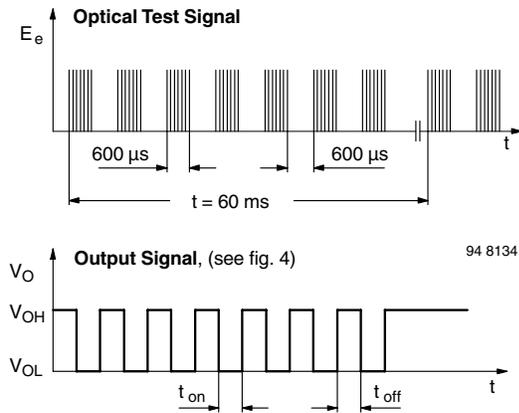 Optical Test Signal
E e
t
600 µs
600 µs
t = 60 ms
Output Signal, (see fig. 4)
94 8134
V O
V OH
V OL
t
t on
t off